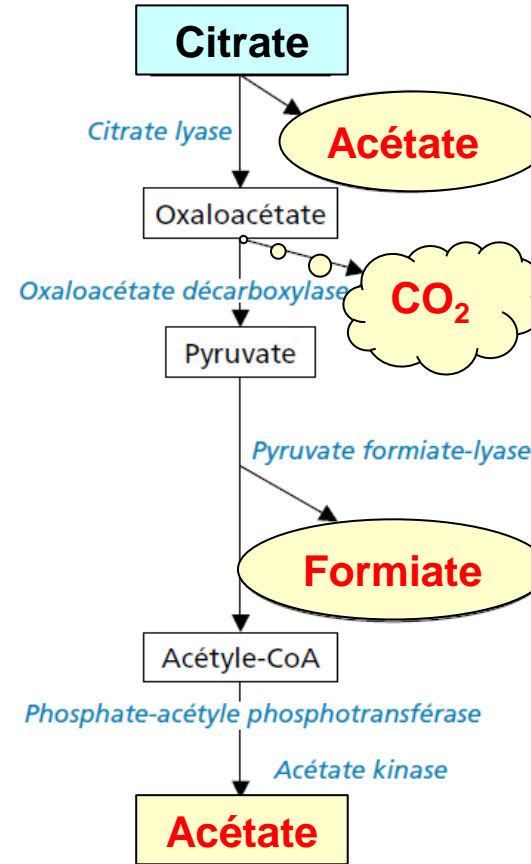 Citrate
Citrate lyase
Acétate
Oxaloacétate
Oxaloacétate décarboxylase
CO₂
Pyruvate
Pyruvate formiate-lyase
Formiate
Acétyle-CoA
Phosphate-acétyle phosphotransférase
Acétate kinase
Acétate